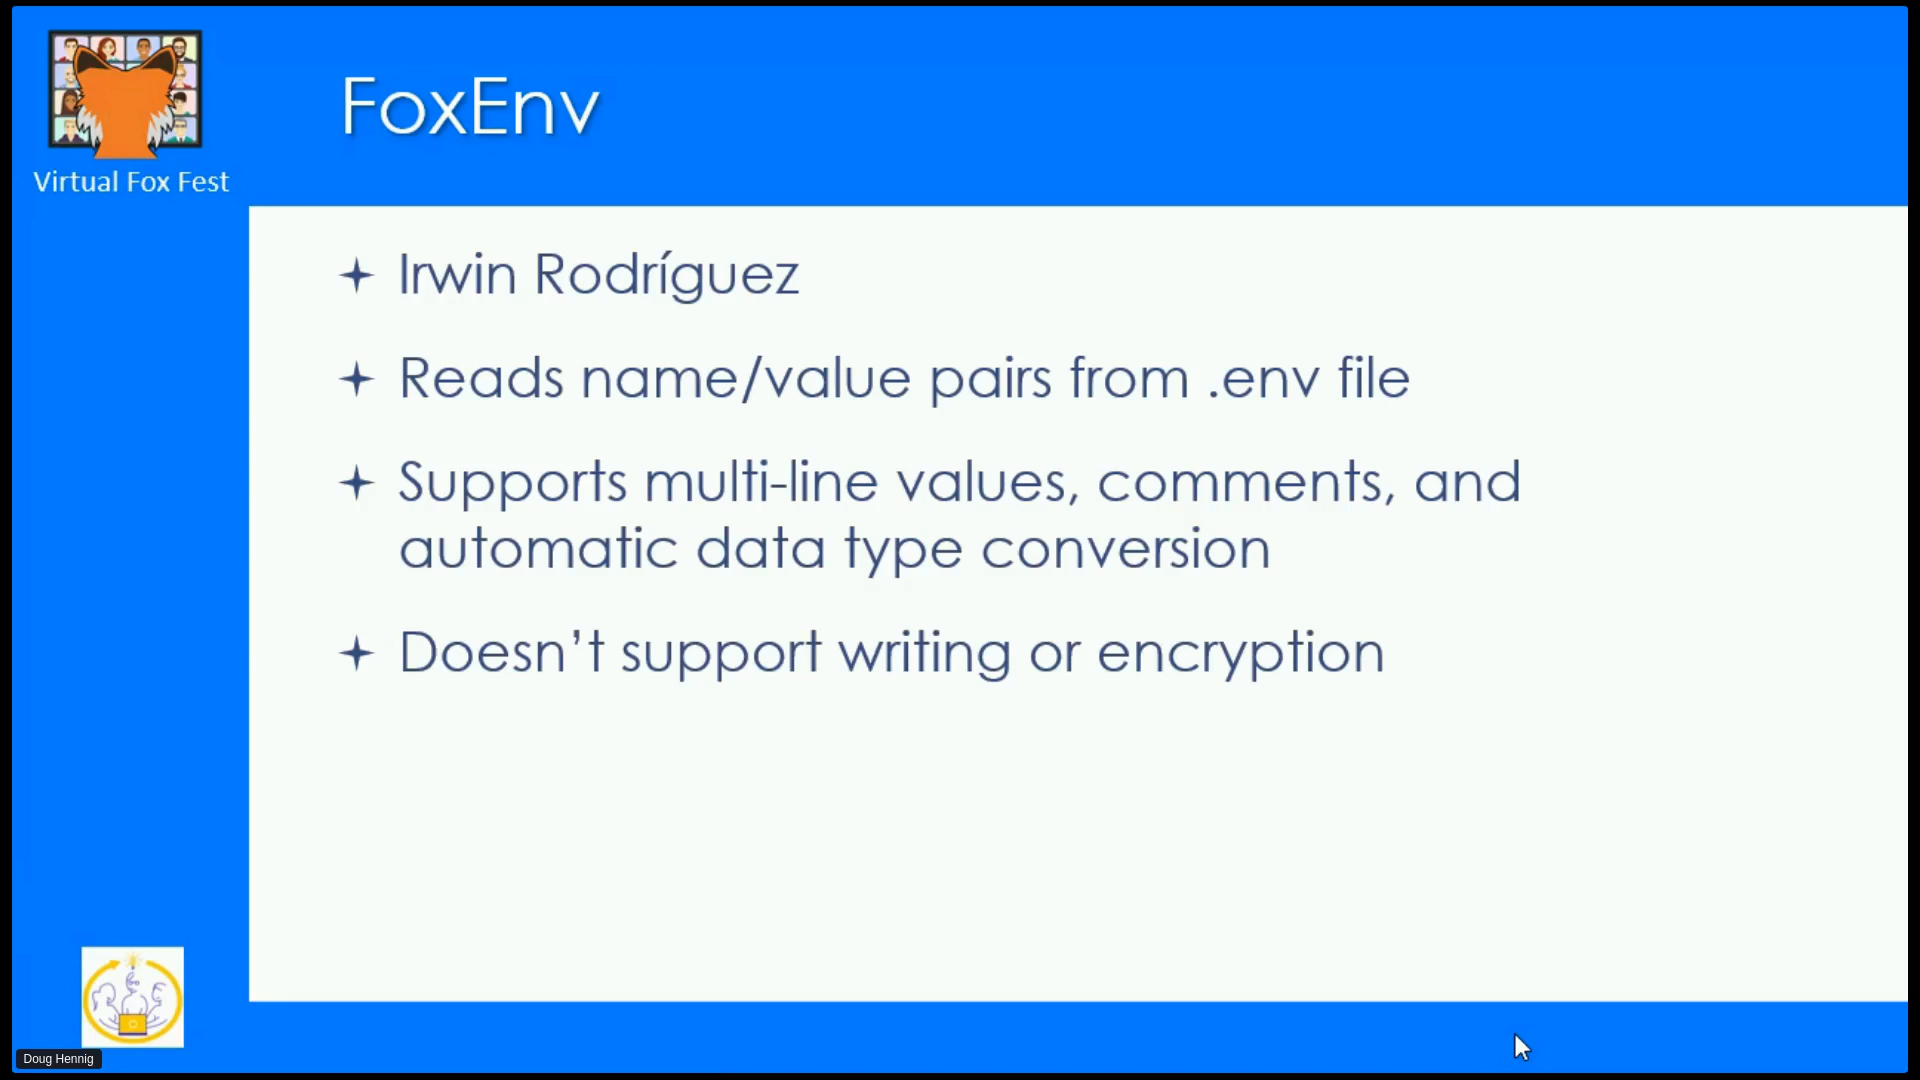 FoxEnv
Virtual Fox Fest
Irwin Rodríguez
Reads name/value pairs from .env file
Supports multi-line values, comments, and
automatic data type conversion
Doesn’t support writing or encryption
Doug Hennig